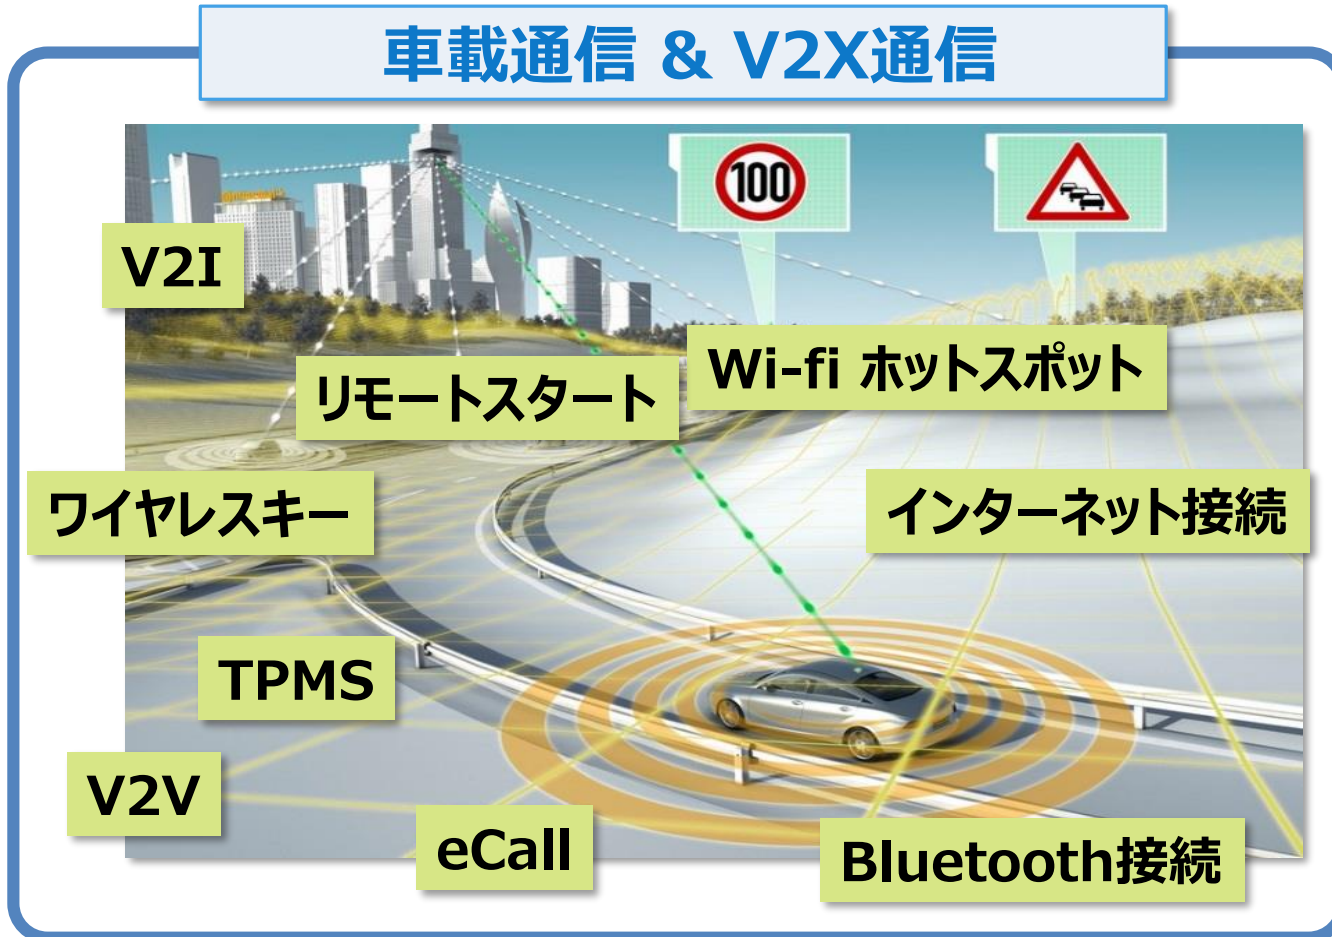 車載通信 & V2X通信
100
V2I
Wi-fi ホットスポット
リモートスタート
ワイヤレスキー
インターネット接続
TPMS
V2V
eCall
Bluetooth接続